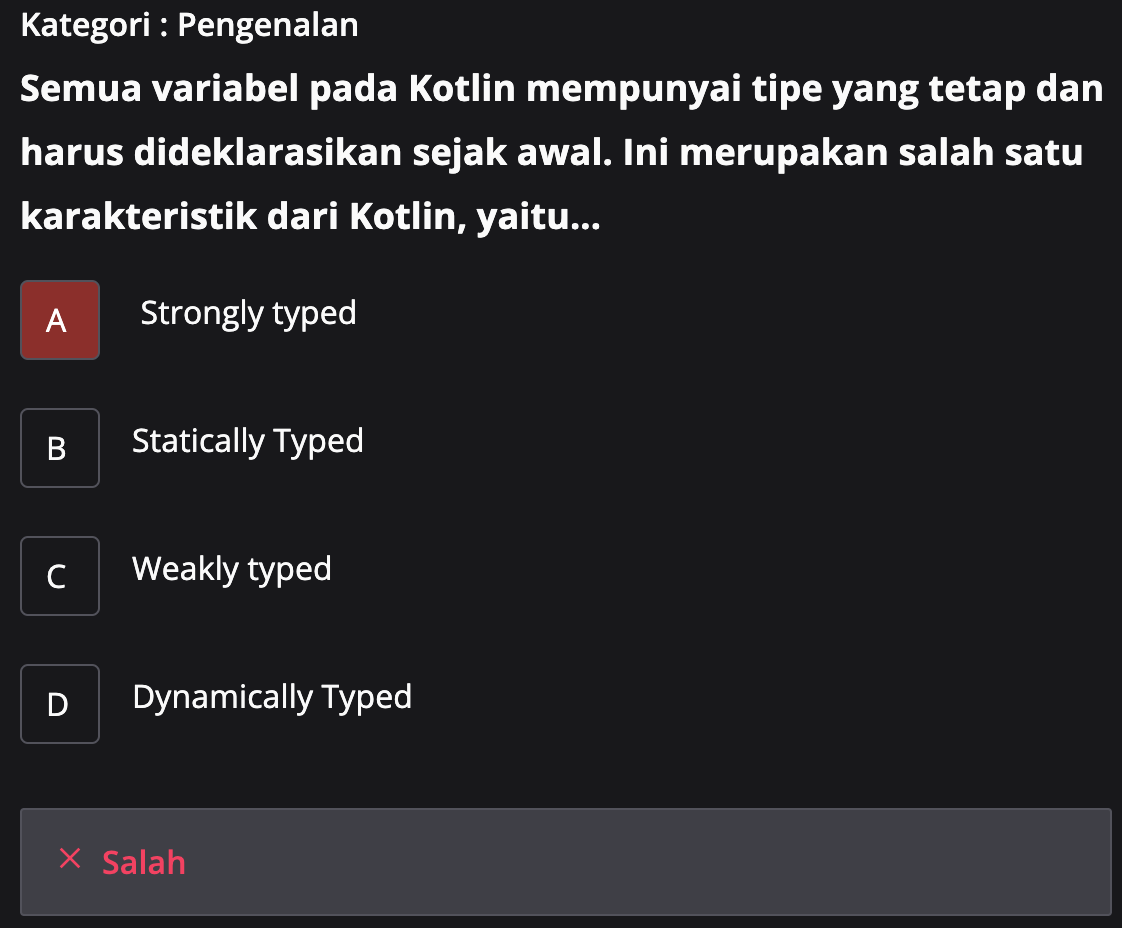 Kategori : Pengenalan
Semua variabel pada Kotlin mempunyai tipe yang tetap dan
harus dideklarasikan sejak awal. Ini merupakan salah satu
karakteristik dari Kotlin, yaitu...
A Strongly typed
B Statically Typed
C Weakly typed
D Dynamically Typed
× Salah